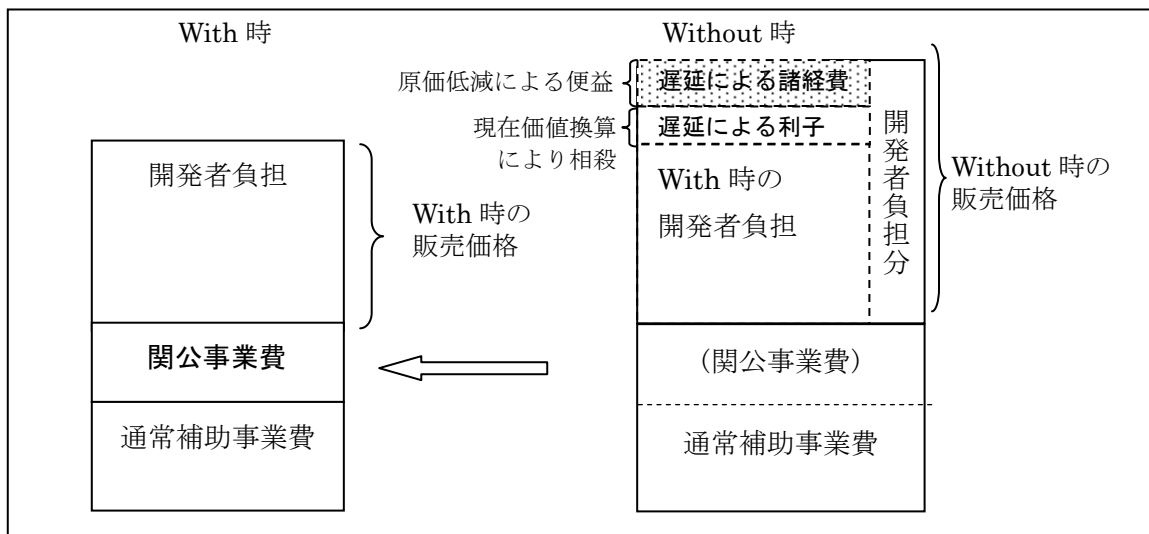 With 時
開発者負担
With 時の
販売価格
関公事業費
通常補助事業費
Without 時
原価低減による便益
遅延による諸経費
現在価値換算
により相殺
遅延による利子
With 時の
開発者負担
開発者負担分
Without 時の
販売価格
（関公事業費）
通常補助事業費